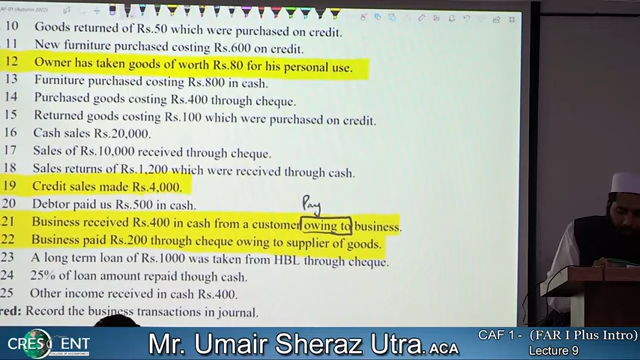 CAF-01 (Autumn 2022)
10 Goods returned of Rs.50 which were purchased on credit.
11 New furniture purchased costing Rs.600 on credit.
12 Owner has taken goods of worth Rs.80 for his personal use.
13 Furniture purchased costing Rs.800 in cash.
14 Purchased goods costing Rs.400 through cheque.
15 Returned goods costing Rs.100 which were purchased on credit.
16 Cash sales Rs.20,000.
17 Sales of Rs.10,000 received through cheque.
18 Sales returns of Rs.1,200 which were received through cash.
19 Credit sales made Rs.4,000.
20 Debtor paid us Rs.500 in cash.
Pay
21 Business received Rs.400 in cash from a customer owing to business.
22 Business paid Rs.200 through cheque owing to supplier of goods.
23 A long term loan of Rs.1000 was taken from HBL through cheque.
24 25% of loan amount repaid though cash.
25 Other income received in cash Rs.400.
red: Record the business transactions in journal.
CRESCENT
COLLEGE OF ACCOUNTANCY
Mr. Umair Sheraz Utra. ACA
CAF 1 - (FAR I Plus Intro)
Lecture 9